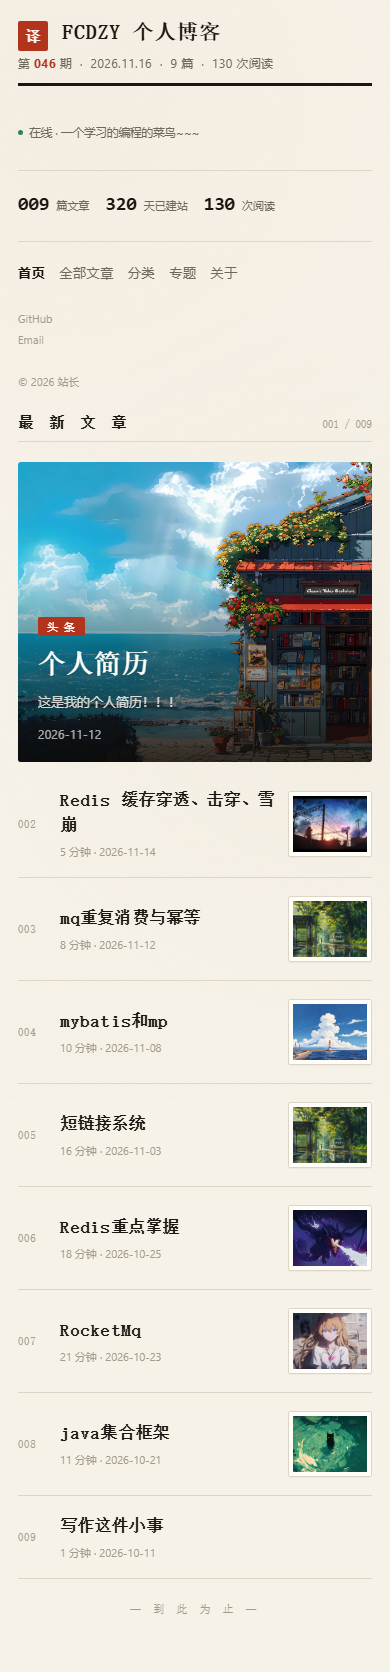 译 FCDZY 个人博客
第 046 期 · 2026.11.16 · 9 篇 · 130 次阅读
在线 · 一个学习的编程的菜鸟~~~
009 篇文章 320 天已建站 130 次阅读
首页 全部文章 分类 专题 关于
GitHub
Email
© 2026 站长
最新文章 001 / 009
Classic Tales Bookstore
头条
个人简历
这是我的个人简历！！！
2026-11-12
002
Redis 缓存穿透、击穿、雪
崩
5 分钟 · 2026-11-14
003
mq重复消费与幂等
8 分钟 · 2026-11-12
004
mybatis和mp
10 分钟 · 2026-11-08
005
短链接系统
16 分钟 · 2026-11-03
006
Redis重点掌握
18 分钟 · 2026-10-25
007
RocketMq
21 分钟 · 2026-10-23
008
java集合框架
11 分钟 · 2026-10-21
009
写作这件小事
1 分钟 · 2026-10-11
— 到此为止 —